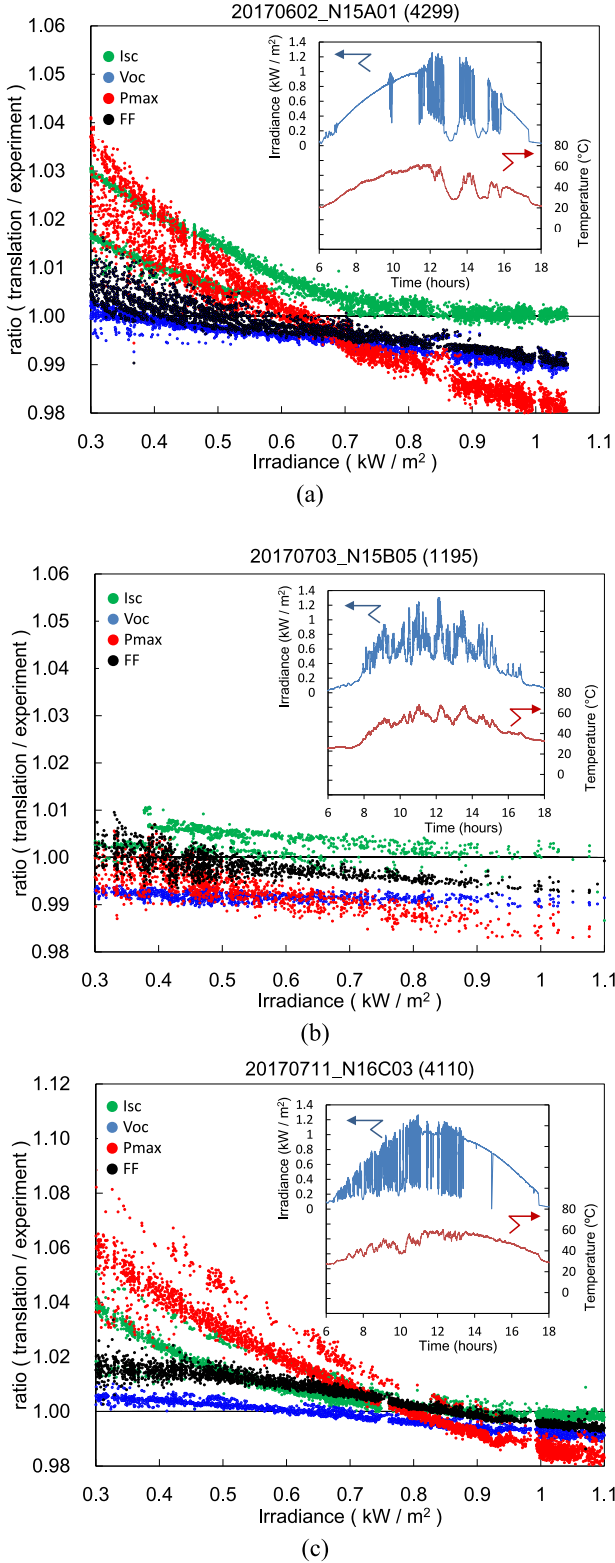 20170602_N15A01 (4299)
ratio ( translation / experiment )
1.06
1.05
1.04
1.03
1.02
1.01
1.00
0.99
0.98
Isc
Voc
Pmax
FF
Irradiance (kW / m²)
1.4
1.2
1
0.8
0.6
0.4
0.2
0
80
60
40
20
0
Temperature (°C)
6 8 10 12 14 16 18
Time (hours)
0.3 0.4 0.5 0.6 0.7 0.8 0.9 1 1.1
Irradiance ( kW / m² )
(a)
20170703_N15B05 (1195)
ratio ( translation / experiment )
1.06
1.05
1.04
1.03
1.02
1.01
1.00
0.99
0.98
Isc
Voc
Pmax
FF
Irradiance (kW / m²)
1.4
1.2
1
0.8
0.6
0.4
0.2
0
80
60
40
20
0
Temperature (°C)
6 8 10 12 14 16 18
Time (hours)
0.3 0.4 0.5 0.6 0.7 0.8 0.9 1 1.1
Irradiance ( kW / m² )
(b)
20170711_N16C03 (4110)
ratio ( translation / experiment )
1.12
1.10
1.08
1.06
1.04
1.02
1.00
0.98
Isc
Voc
Pmax
FF
Irradiance (kW / m²)
1.4
1.2
1
0.8
0.6
0.4
0.2
0
80
60
40
20
0
Temperature (°C)
6 8 10 12 14 16 18
Time (hours)
0.3 0.4 0.5 0.6 0.7 0.8 0.9 1 1.1
Irradiance ( kW / m² )
(c)